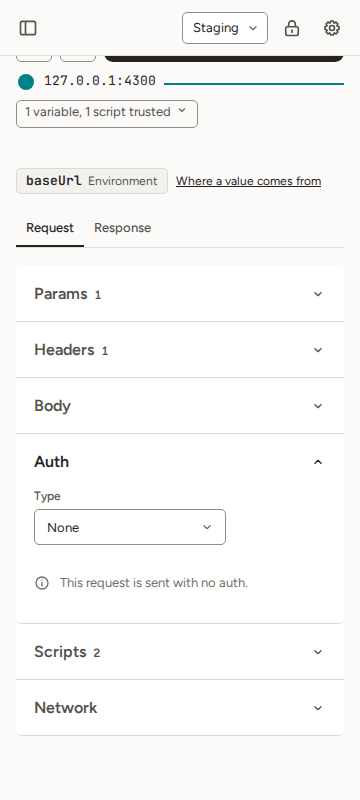 Staging
127.0.0.1:4300
1 variable, 1 script trusted
baseUrl Environment Where a value comes from
Request Response
Params 1
Headers 1
Body
Auth
Type
None
This request is sent with no auth.
Scripts 2
Network